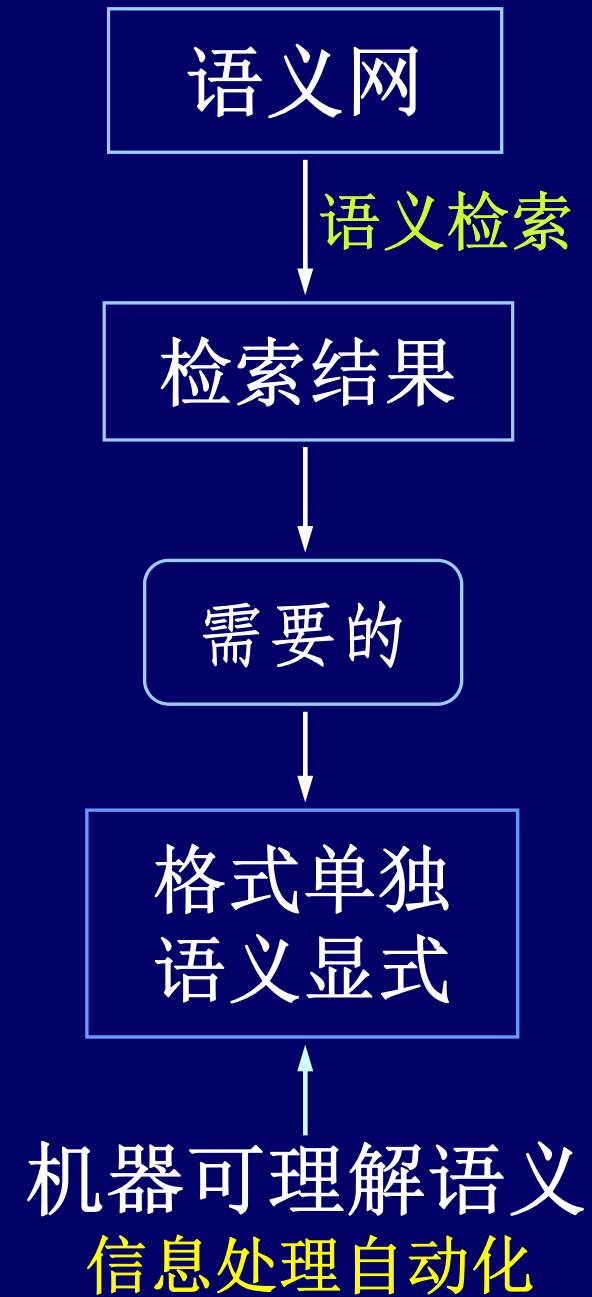 语义网
语义检索
检索结果
需要的
格式单独
语义显式
机器可理解语义
信息处理自动化